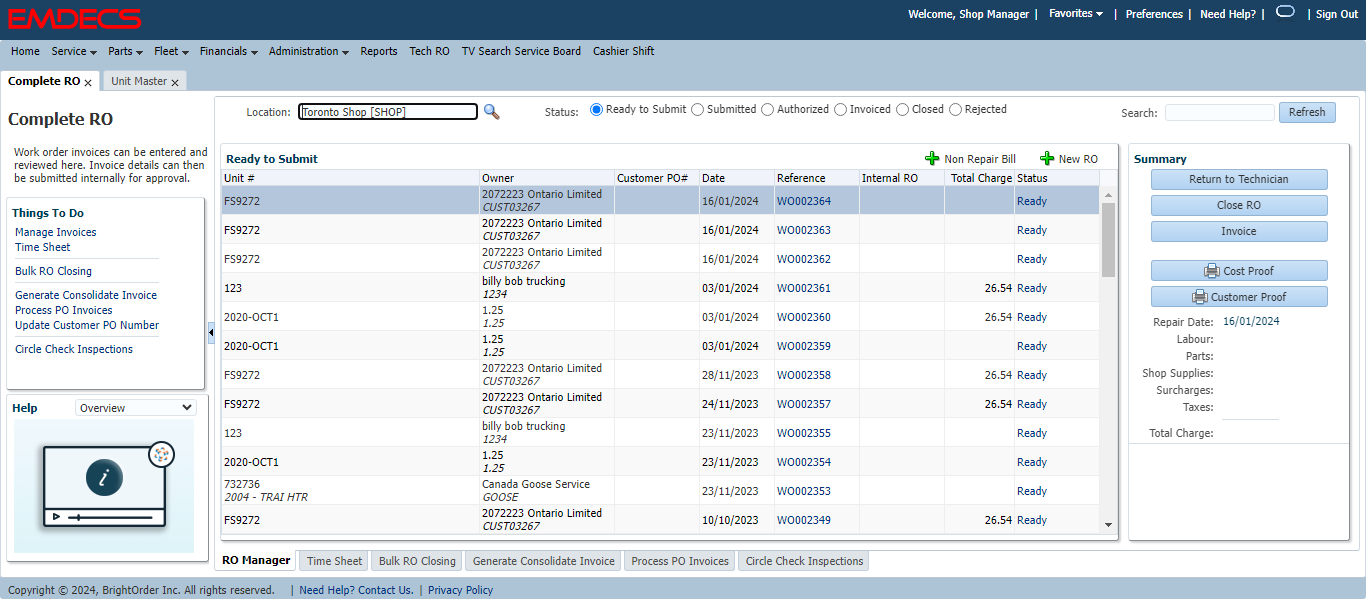 EMDECS
Welcome, Shop Manager | Favorites | Preferences | Need Help? | | Sign Out
Home Service Parts Fleet Financials Administration Reports Tech RO TV Search Service Board Cashier Shift
Complete RO x Unit Master x
Complete RO
Work order invoices can be entered and
reviewed here. Invoice details can then
be submitted internally for approval.
Things To Do
Manage Invoices
Time Sheet
Bulk RO Closing
Generate Consolidate Invoice
Process PO Invoices
Update Customer PO Number
Circle Check Inspections
Help Overview
i
Location: Toronto Shop [SHOP] Status: Ready to Submit Submitted Authorized Invoiced Closed Rejected Search: Refresh
Ready to Submit Non Repair Bill New RO
Unit # Owner Customer PO# Date Reference Internal RO Total Charge Status
FS9272 2072223 Ontario Limited 16/01/2024 WO002364 Ready
CUST03267
FS9272 2072223 Ontario Limited 16/01/2024 WO002363 Ready
CUST03267
FS9272 2072223 Ontario Limited 16/01/2024 WO002362 Ready
CUST03267
123 billy bob trucking 03/01/2024 WO002361 26.54 Ready
1234
2020-OCT1 1.25 03/01/2024 WO002360 26.54 Ready
1.25
2020-OCT1 1.25 03/01/2024 WO002359 Ready
1.25
FS9272 2072223 Ontario Limited 28/11/2023 WO002358 26.54 Ready
CUST03267
FS9272 2072223 Ontario Limited 24/11/2023 WO002357 26.54 Ready
CUST03267
123 billy bob trucking 23/11/2023 WO002355 Ready
1234
2020-OCT1 1.25 23/11/2023 WO002354 Ready
1.25
732736 Canada Goose Service 23/11/2023 WO002353 Ready
2004 - TRAI HTR GOOSE
FS9272 2072223 Ontario Limited 10/10/2023 WO002349 26.54 Ready
CUST03267
Summary
Return to Technician
Close RO
Invoice
Cost Proof
Customer Proof
Repair Date: 16/01/2024
Labour:
Parts:
Shop Supplies:
Surcharges:
Taxes:
Total Charge:
RO Manager Time Sheet Bulk RO Closing Generate Consolidate Invoice Process PO Invoices Circle Check Inspections
Copyright © 2024, BrightOrder Inc. All rights reserved. | Need Help? Contact Us. | Privacy Policy